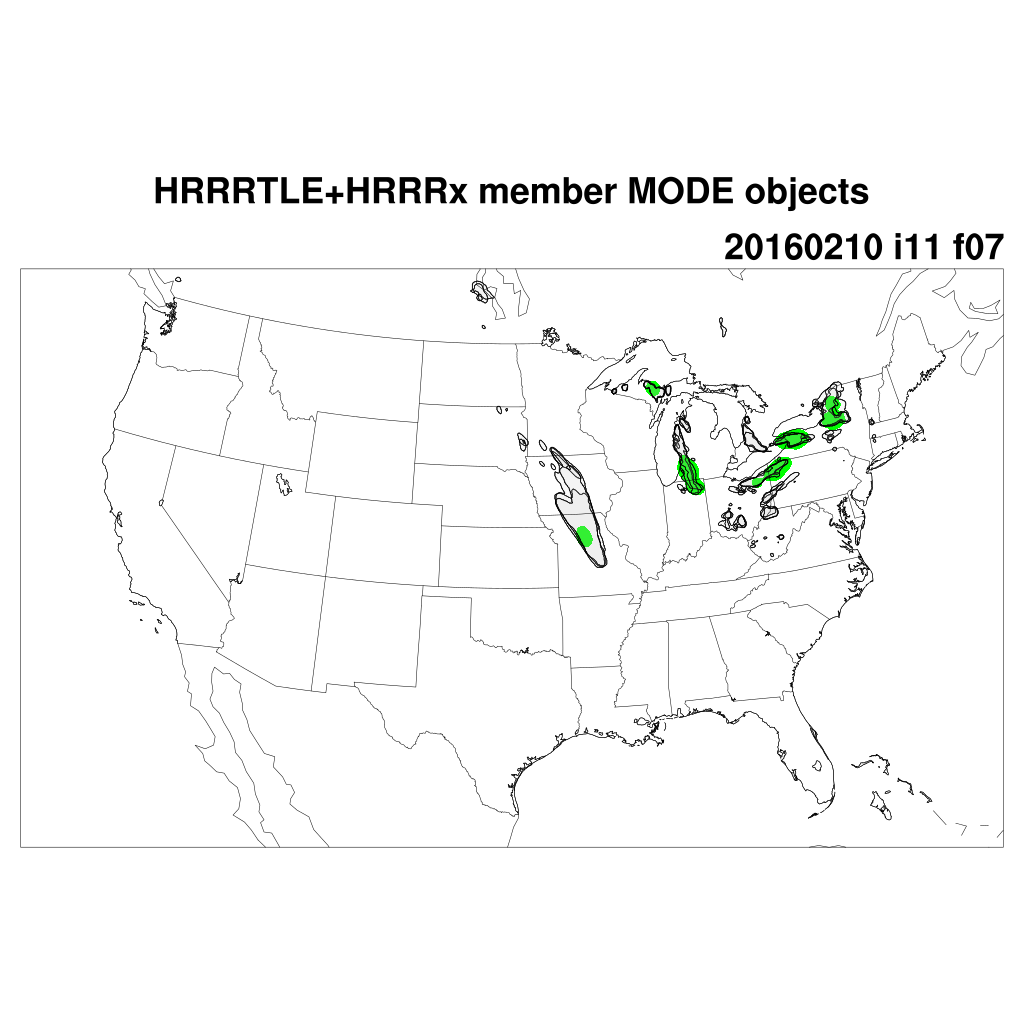 HRRRTLE+HRRRx member MODE objects
20160210 i11 f07